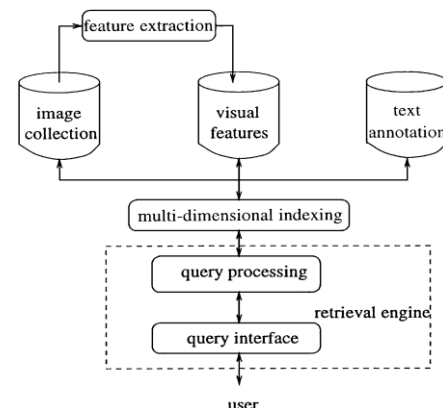 feature extraction
image
collection
visual
features
text
annotation
multi-dimensional indexing
query processing
retrieval engine
query interface
user